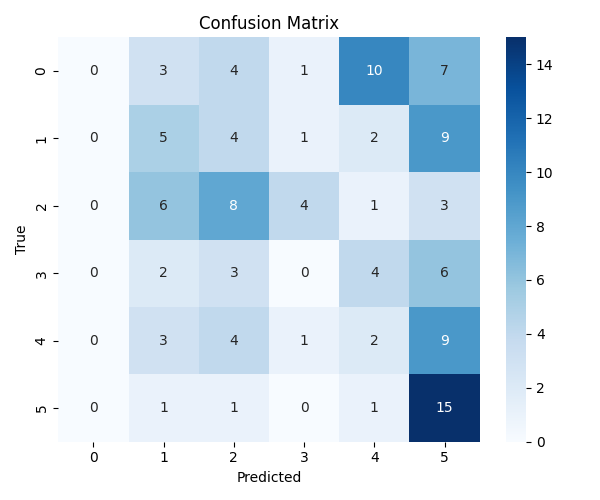 Confusion Matrix
True
0 0 3 4 1 10 7
1 0 5 4 1 2 9
2 0 6 8 4 1 3
3 0 2 3 0 4 6
4 0 3 4 1 2 9
5 0 1 1 0 1 15
0 1 2 3 4 5
Predicted
14
12
10
8
6
4
2
0